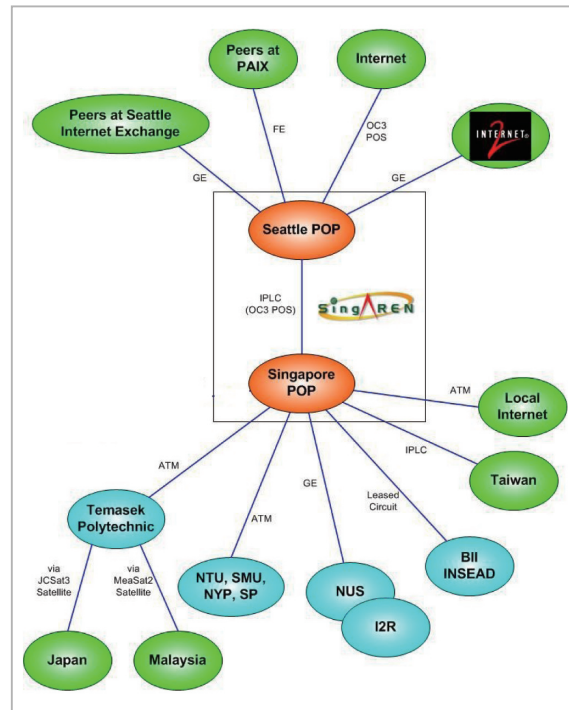 Peers at
PAIX
Internet
Peers at Seattle
Internet Exchange
INTERNET
2
FE
OC3
POS
GE
GE
Seattle POP
IPLC
(OC3 POS)
SingAREN
Singapore
POP
ATM
Local
Internet
IPLC
Taiwan
ATM
GE
Leased
Circuit
Temasek
Polytechnic
ATM
BII
INSEAD
via
JCSat3
Satellite
via
MeaSat2
Satellite
NTU, SMU,
NYP, SP
NUS
I2R
Japan
Malaysia